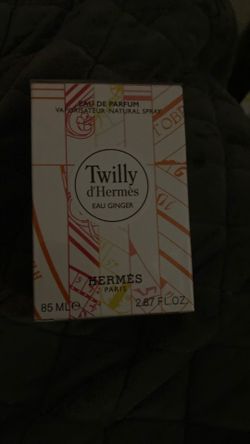 EAU DE PARFUM
VAPORISATEUR-NATURAL SPRAY
Twilly
d'Hermès
EAU GINGER
HERMÈS
PARIS
85 ML℮ 2.87 FL.OZ.